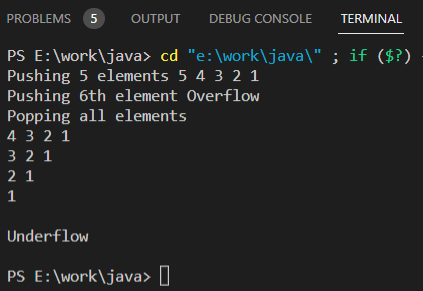 PROBLEMS 5 OUTPUT DEBUG CONSOLE TERMINAL
PS E:\work\java> cd "e:\work\java\" ; if ($?)
Pushing 5 elements 5 4 3 2 1
Pushing 6th element Overflow
Popping all elements
4 3 2 1
3 2 1
2 1
1
Underflow
PS E:\work\java>